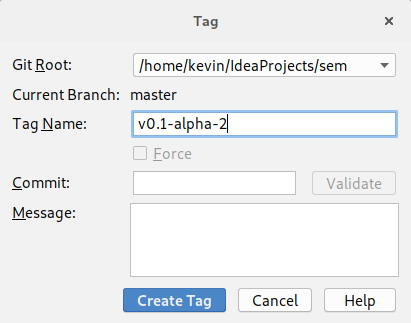 Tag
Git Root: /home/kevin/IdeaProjects/sem
Current Branch: master
Tag Name: v0.1-alpha-2
Force
Commit: Validate
Message:
Create Tag Cancel Help